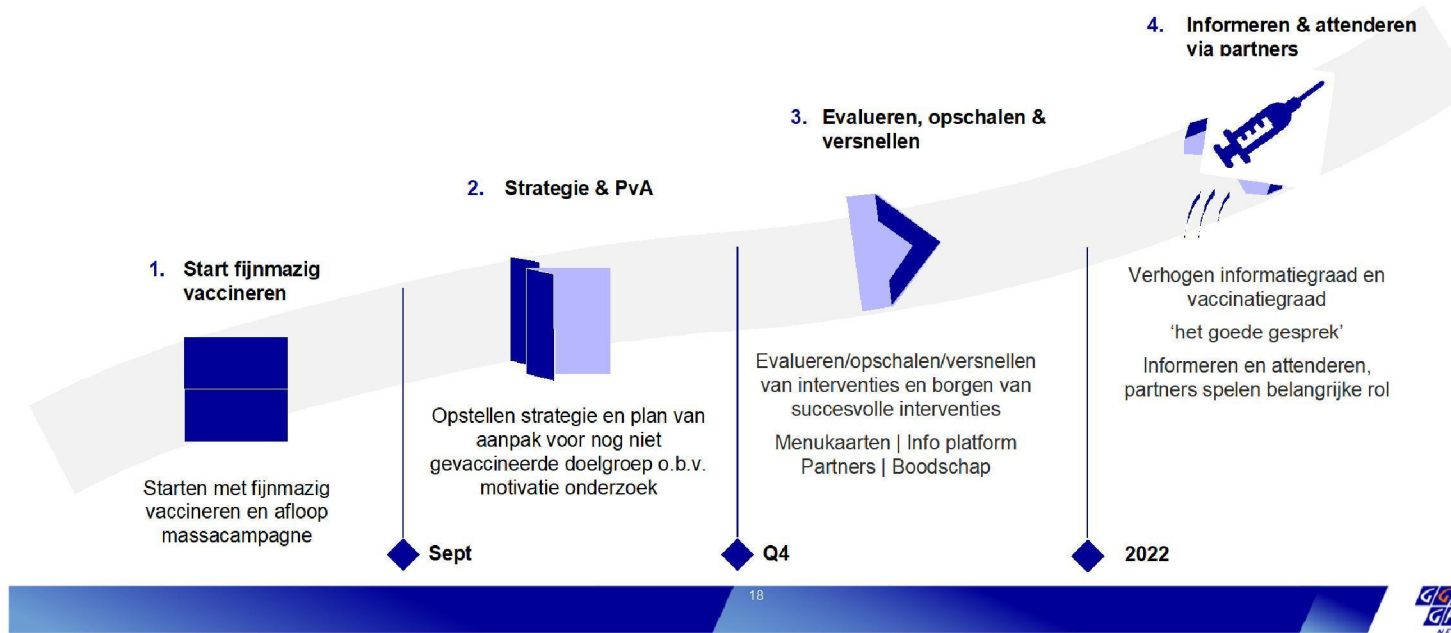 1. Start fijnmazig
vaccineren
Starten met fijnmazig
vaccineren en afloop
massacampagne
Sept
2. Strategie & PvA
Opstellen strategie en plan van
aanpak voor nog niet
gevaccineerde doelgroep o.b.v.
motivatie onderzoek
Q4
3. Evalueren, opschalen &
versnellen
Evalueren/opschalen/versnellen
van interventies en borgen van
succesvolle interventies
Menukaarten | Info platform
Partners | Boodschap
2022
4. Informeren & attenderen
via partners
Verhogen informatiegraad en
vaccinatiegraad
‘het goede gesprek’
Informeren en attenderen,
partners spelen belangrijke rol
18